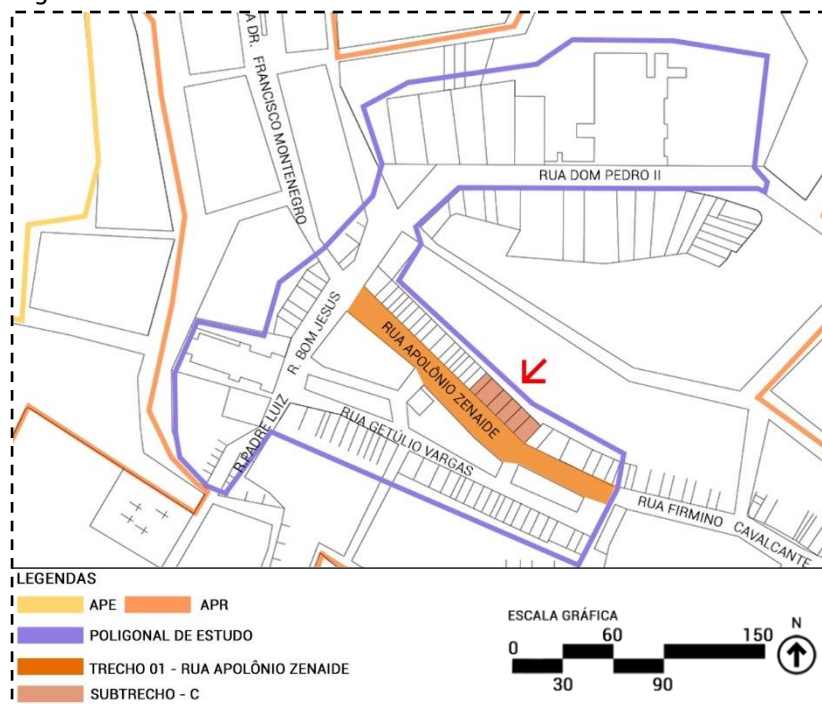 RUA DR. FRANCISCO MONTENEGRO
RUA DOM PEDRO II
R. BOM JESUS
RUA APOLÔNIO ZENAIDE
R.PADRE LUIZ
RUA GETÚLIO VARGAS
RUA FIRMINO CAVALCANTE
LEGENDAS
APE APR
POLIGONAL DE ESTUDO
TRECHO 01 - RUA APOLÔNIO ZENAIDE
SUBTRECHO - C
ESCALA GRÁFICA
0 60 150
30 90
N